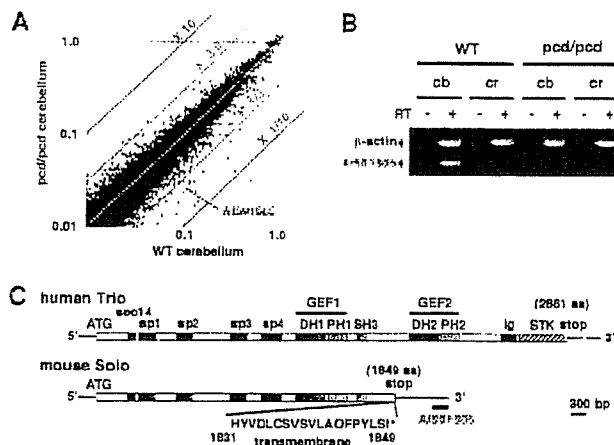 A
X 10
1.0
0.1
0.01
pcd/pcd cerebellum
0.1
1.0
WT cerebellum
B
WT
pcd/pcd
cb
cr
cb
cr
RT - + - + - + - +
β-actin
C
human Trio
(2861 aa)
GEF1
GEF2
ATG
sec14
sp1
sp2
sp3
sp4
DH1
PH1
SH3
DH2
PH2
Ig
STK
stop
5'
3'
mouse Solo
(1849 aa)
ATG
stop
5'
3'
300 bp
HYVDLCSVSVLAOFPYLSI*
1831
transmembrane
1849